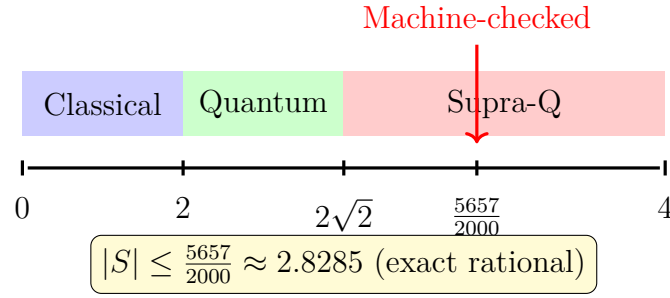 Machine-checked
Classical Quantum Supra-Q
0 2 2√2 5657/2000 4
|S| ≤ 5657/2000 ≈ 2.8285 (exact rational)